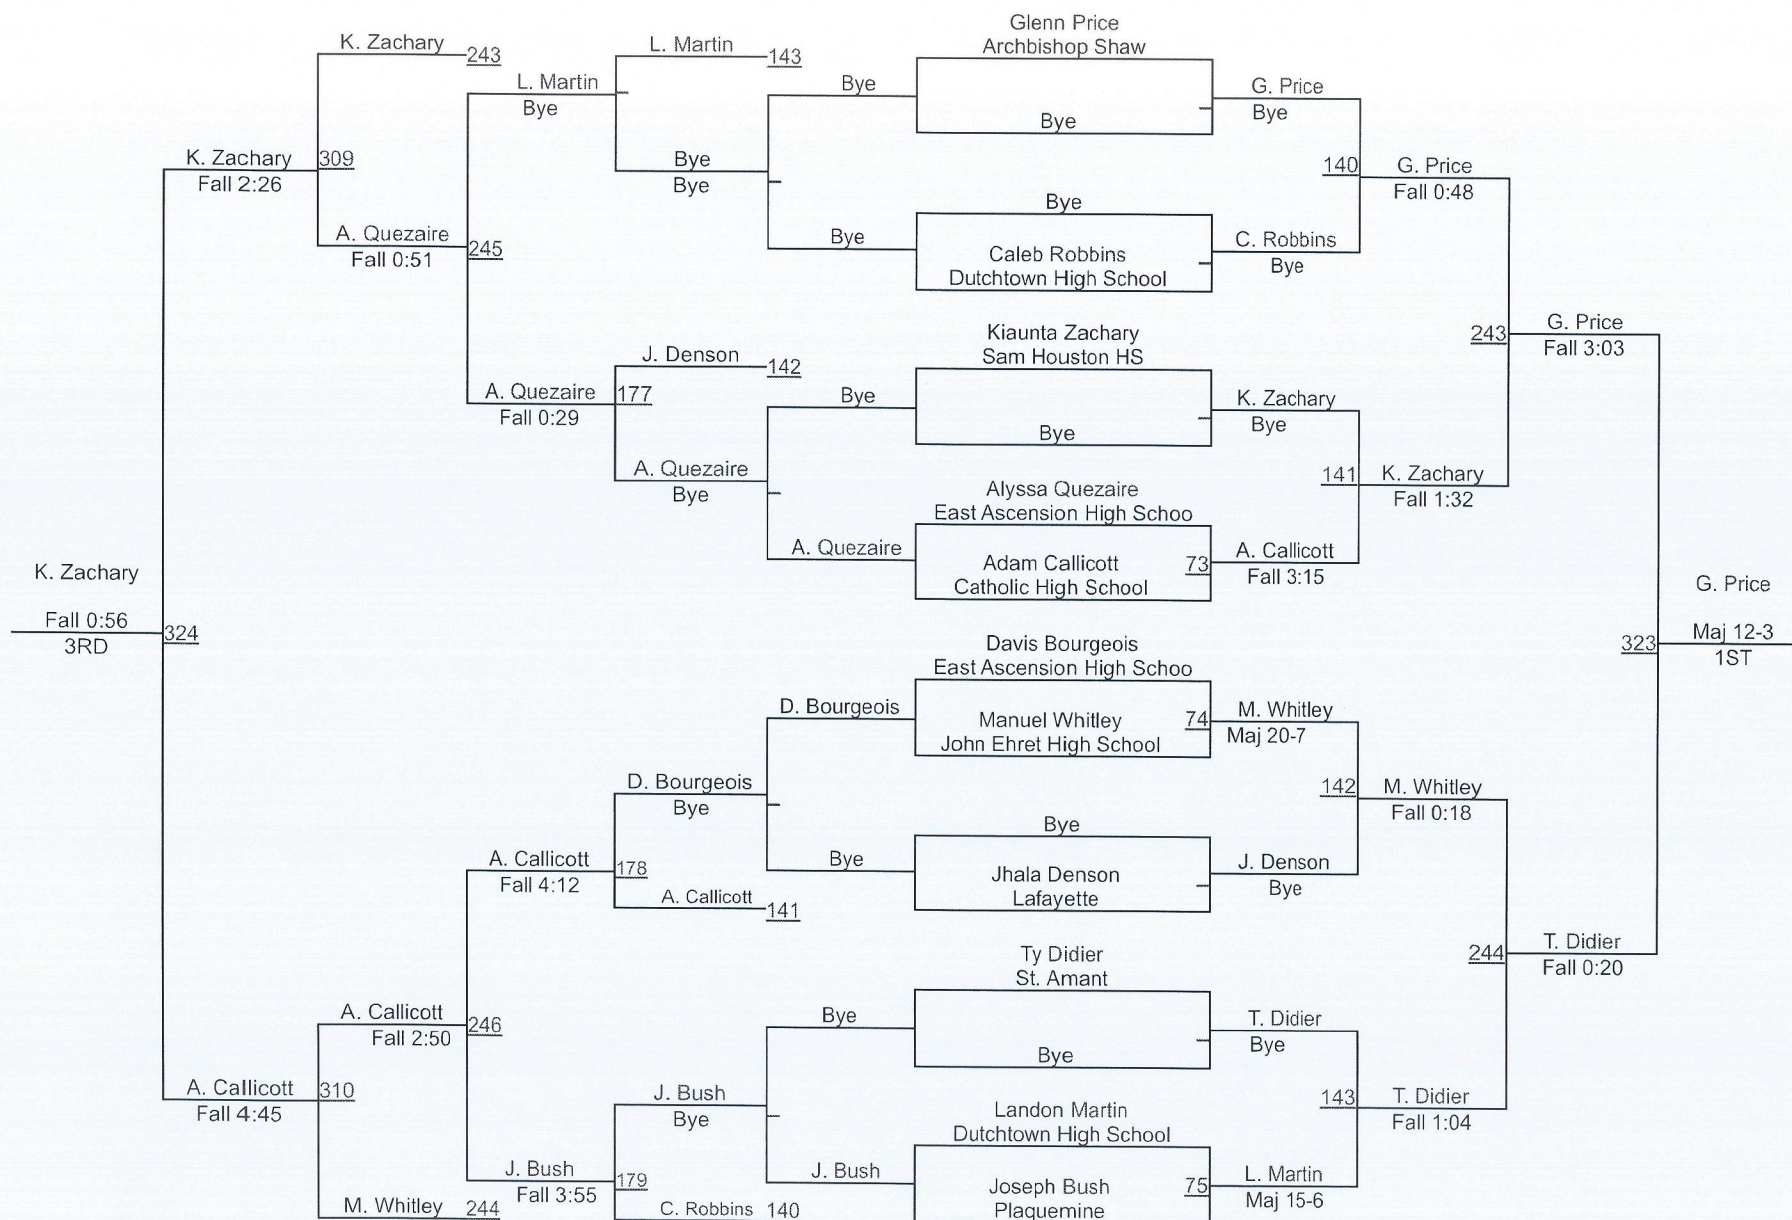 Glenn Price
Archbishop Shaw
K. Zachary
243
L. Martin
143
L. Martin
Bye
Bye
G. Price
Bye
Bye
K. Zachary
309
Fall 2:26
Bye
Bye
140
G. Price
Fall 0:48
Bye
A. Quezaire
245
Fall 0:51
Bye
Caleb Robbins
Dutchtown High School
C. Robbins
Bye
Kiaunta Zachary
Sam Houston HS
243
G. Price
Fall 3:03
J. Denson
142
A. Quezaire
177
Fall 0:29
Bye
K. Zachary
Bye
Bye
A. Quezaire
Bye
141
K. Zachary
Fall 1:32
Alyssa Quezaire
East Ascension High Schoo
A. Quezaire
Adam Callicott
Catholic High School
73
A. Callicott
Fall 3:15
K. Zachary
Fall 0:56
3RD
324
G. Price
323
Maj 12-3
1ST
Davis Bourgeois
East Ascension High Schoo
D. Bourgeois
Manuel Whitley
John Ehret High School
74
M. Whitley
Maj 20-7
D. Bourgeois
Bye
142
M. Whitley
Fall 0:18
Bye
A. Callicott
178
Fall 4:12
Bye
Jhala Denson
Lafayette
J. Denson
Bye
A. Callicott
141
Ty Didier
St. Amant
244
T. Didier
Fall 0:20
A. Callicott
246
Fall 2:50
Bye
T. Didier
Bye
Bye
A. Callicott
310
Fall 4:45
J. Bush
Bye
143
T. Didier
Fall 1:04
Landon Martin
Dutchtown High School
J. Bush
179
Fall 3:55
J. Bush
Joseph Bush
Plaquemine
75
L. Martin
Maj 15-6
M. Whitley
244
C. Robbins
140